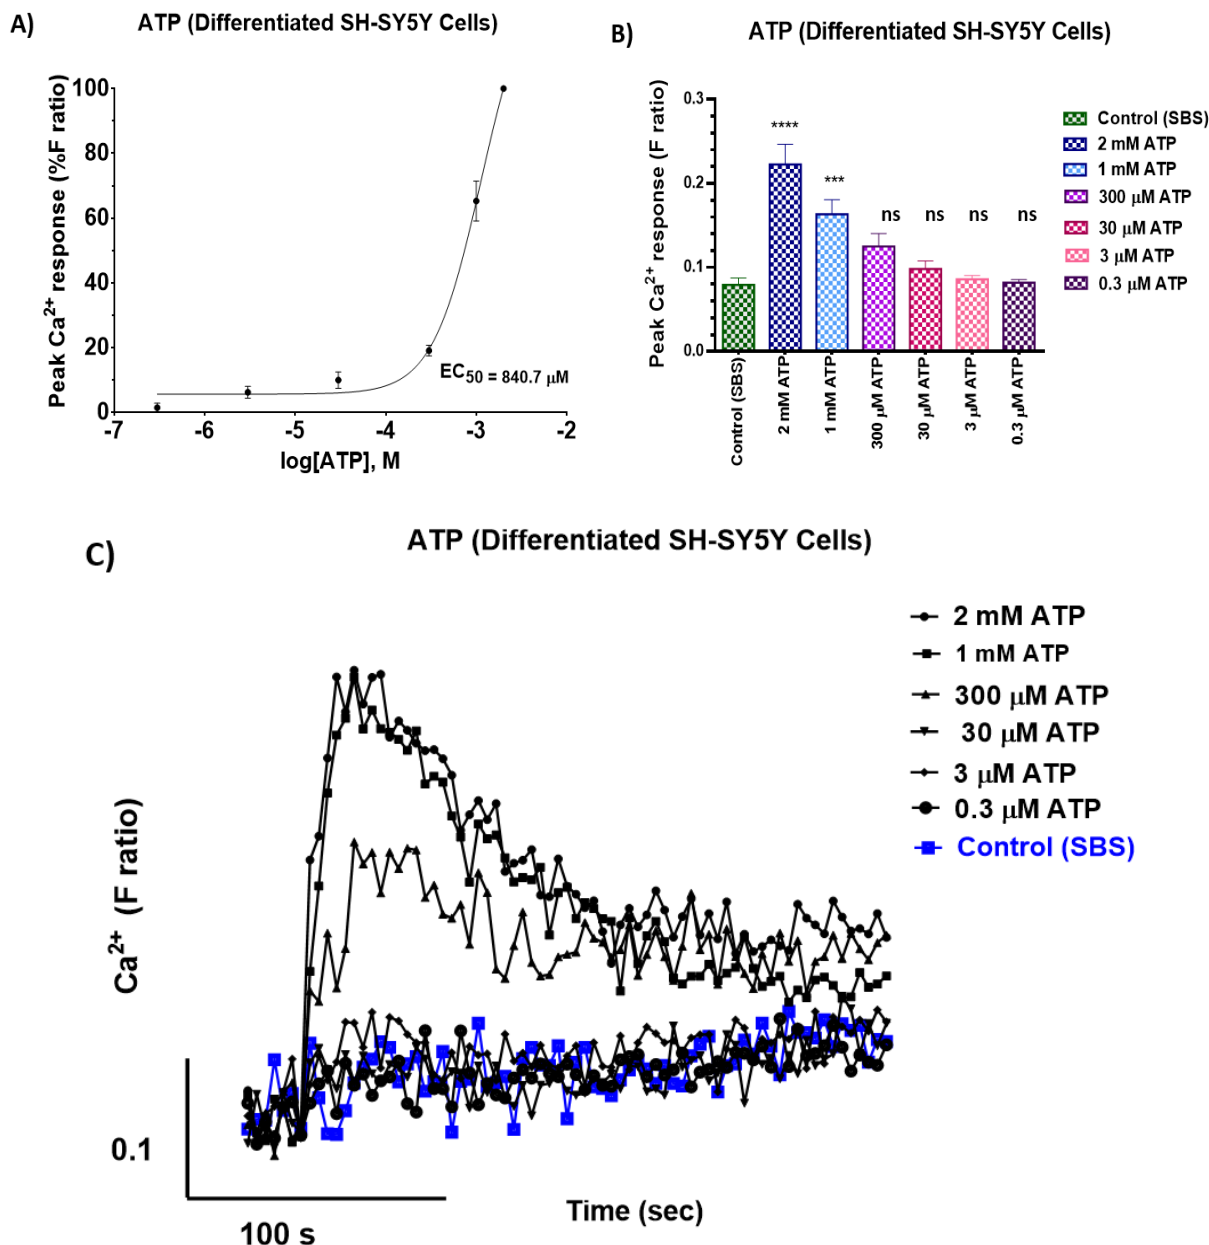 A)
ATP (Differentiated SH-SY5Y Cells)
Peak Ca²⁺ response (%F ratio)
100
80
60
40
20
0
-7 -6 -5 -4 -3 -2
log[ATP], M
EC₅₀ = 840.7 μM
B)
ATP (Differentiated SH-SY5Y Cells)
Peak Ca²⁺ response (F ratio)
0.3
0.2
0.1
0.0
****
***
ns ns ns ns
Control (SBS)
2 mM ATP
1 mM ATP
300 μM ATP
30 μM ATP
3 μM ATP
0.3 μM ATP
Control (SBS)
2 mM ATP
1 mM ATP
300 μM ATP
30 μM ATP
3 μM ATP
0.3 μM ATP
C)
ATP (Differentiated SH-SY5Y Cells)
2 mM ATP
1 mM ATP
300 μM ATP
30 μM ATP
3 μM ATP
0.3 μM ATP
Control (SBS)
Ca²⁺ (F ratio)
0.1
100 s
Time (sec)